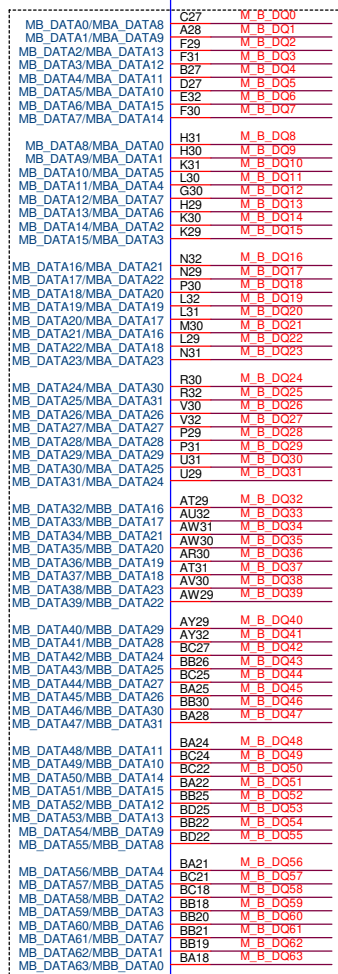 MB_DATA0/MBA_DATA8 C27 M_B_DQ0
MB_DATA1/MBA_DATA9 A28 M_B_DQ1
MB_DATA2/MBA_DATA13 F29 M_B_DQ2
MB_DATA3/MBA_DATA12 F31 M_B_DQ3
MB_DATA4/MBA_DATA11 B27 M_B_DQ4
MB_DATA5/MBA_DATA10 D27 M_B_DQ5
MB_DATA6/MBA_DATA15 E32 M_B_DQ6
MB_DATA7/MBA_DATA14 F30 M_B_DQ7
MB_DATA8/MBA_DATA0 H31 M_B_DQ8
MB_DATA9/MBA_DATA1 H30 M_B_DQ9
MB_DATA10/MBA_DATA5 K31 M_B_DQ10
MB_DATA11/MBA_DATA4 L30 M_B_DQ11
MB_DATA12/MBA_DATA7 G30 M_B_DQ12
MB_DATA13/MBA_DATA6 H29 M_B_DQ13
MB_DATA14/MBA_DATA2 K30 M_B_DQ14
MB_DATA15/MBA_DATA3 K29 M_B_DQ15
MB_DATA16/MBA_DATA21 N32 M_B_DQ16
MB_DATA17/MBA_DATA22 N29 M_B_DQ17
MB_DATA18/MBA_DATA20 P30 M_B_DQ18
MB_DATA19/MBA_DATA19 L32 M_B_DQ19
MB_DATA20/MBA_DATA17 L31 M_B_DQ20
MB_DATA21/MBA_DATA16 M30 M_B_DQ21
MB_DATA22/MBA_DATA18 L29 M_B_DQ22
MB_DATA23/MBA_DATA23 N31 M_B_DQ23
MB_DATA24/MBA_DATA30 R30 M_B_DQ24
MB_DATA25/MBA_DATA31 R32 M_B_DQ25
MB_DATA26/MBA_DATA26 V30 M_B_DQ26
MB_DATA27/MBA_DATA27 V32 M_B_DQ27
MB_DATA28/MBA_DATA28 P29 M_B_DQ28
MB_DATA29/MBA_DATA29 P31 M_B_DQ29
MB_DATA30/MBA_DATA25 U31 M_B_DQ30
MB_DATA31/MBA_DATA24 U29 M_B_DQ31
MB_DATA32/MBB_DATA16 AT29 M_B_DQ32
MB_DATA33/MBB_DATA17 AU32 M_B_DQ33
MB_DATA34/MBB_DATA21 AW31 M_B_DQ34
MB_DATA35/MBB_DATA20 AW30 M_B_DQ35
MB_DATA36/MBB_DATA19 AR30 M_B_DQ36
MB_DATA37/MBB_DATA18 AT31 M_B_DQ37
MB_DATA38/MBB_DATA23 AV30 M_B_DQ38
MB_DATA39/MBB_DATA22 AW29 M_B_DQ39
MB_DATA40/MBB_DATA29 AY29 M_B_DQ40
MB_DATA41/MBB_DATA28 AY32 M_B_DQ41
MB_DATA42/MBB_DATA24 BC27 M_B_DQ42
MB_DATA43/MBB_DATA25 BB26 M_B_DQ43
MB_DATA44/MBB_DATA27 BC25 M_B_DQ44
MB_DATA45/MBB_DATA26 BA25 M_B_DQ45
MB_DATA46/MBB_DATA30 BB30 M_B_DQ46
MB_DATA47/MBB_DATA31 BA28 M_B_DQ47
MB_DATA48/MBB_DATA11 BA24 M_B_DQ48
MB_DATA49/MBB_DATA10 BC24 M_B_DQ49
MB_DATA50/MBB_DATA14 BC22 M_B_DQ50
MB_DATA51/MBB_DATA15 BA22 M_B_DQ51
MB_DATA52/MBB_DATA12 BB25 M_B_DQ52
MB_DATA53/MBB_DATA13 BD25 M_B_DQ53
MB_DATA54/MBB_DATA9 BB22 M_B_DQ54
MB_DATA55/MBB_DATA8 BD22 M_B_DQ55
MB_DATA56/MBB_DATA4 BA21 M_B_DQ56
MB_DATA57/MBB_DATA5 BC21 M_B_DQ57
MB_DATA58/MBB_DATA2 BC18 M_B_DQ58
MB_DATA59/MBB_DATA3 BB18 M_B_DQ59
MB_DATA60/MBB_DATA6 BB20 M_B_DQ60
MB_DATA61/MBB_DATA7 BB21 M_B_DQ61
MB_DATA62/MBB_DATA1 BB19 M_B_DQ62
MB_DATA63/MBB_DATA0 BA18 M_B_DQ63